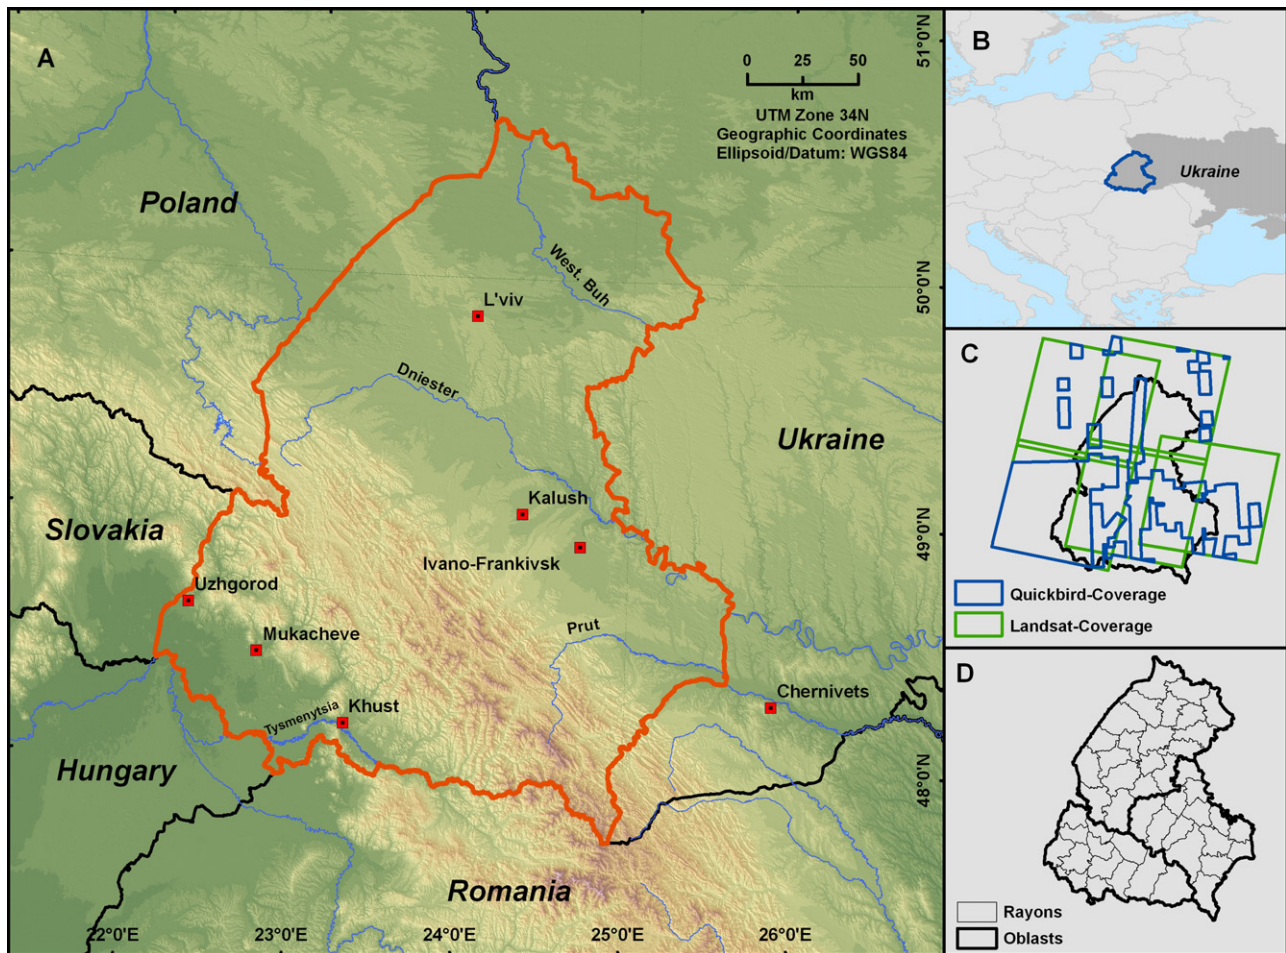 A
0 25 50
km
UTM Zone 34N
Geographic Coordinates
Ellipsoid/Datum: WGS84
51°0'N
Poland
West. Buh
50°0'N
L'viv
Dniester
Ukraine
Kalush
Slovakia
Ivano-Frankivsk
49°0'N
Uzhgorod
Mukacheve
Prut
Chernivets
Tysmenytsia
Khust
Hungary
48°0'N
Romania
22°0'E 23°0'E 24°0'E 25°0'E 26°0'E
B
Ukraine
C
Quickbird-Coverage
Landsat-Coverage
D
Rayons
Oblasts